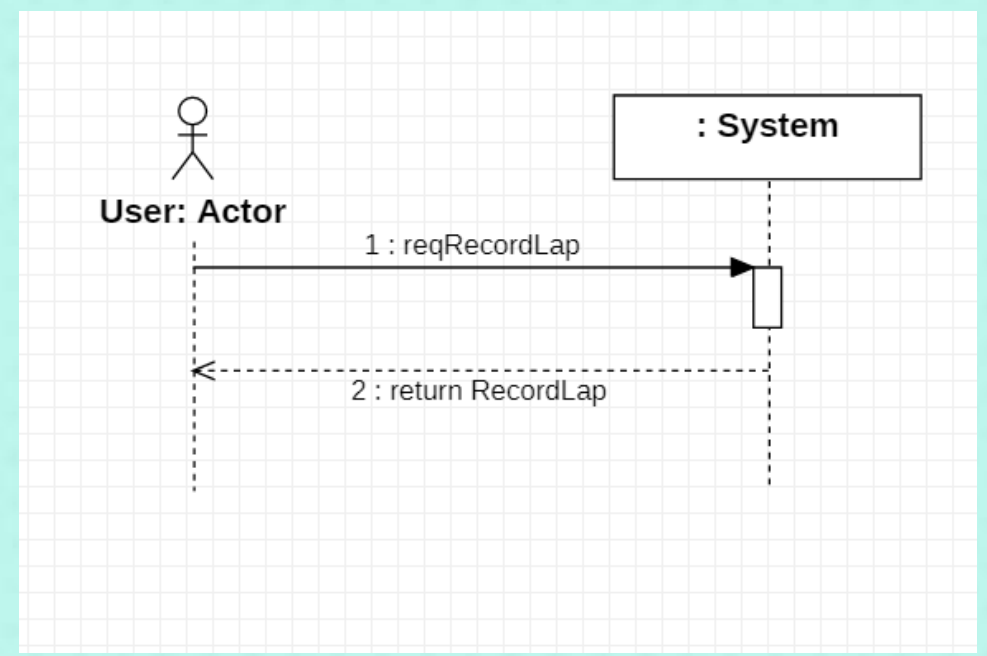 : System
User: Actor
1 : reqRecordLap
2 : return RecordLap